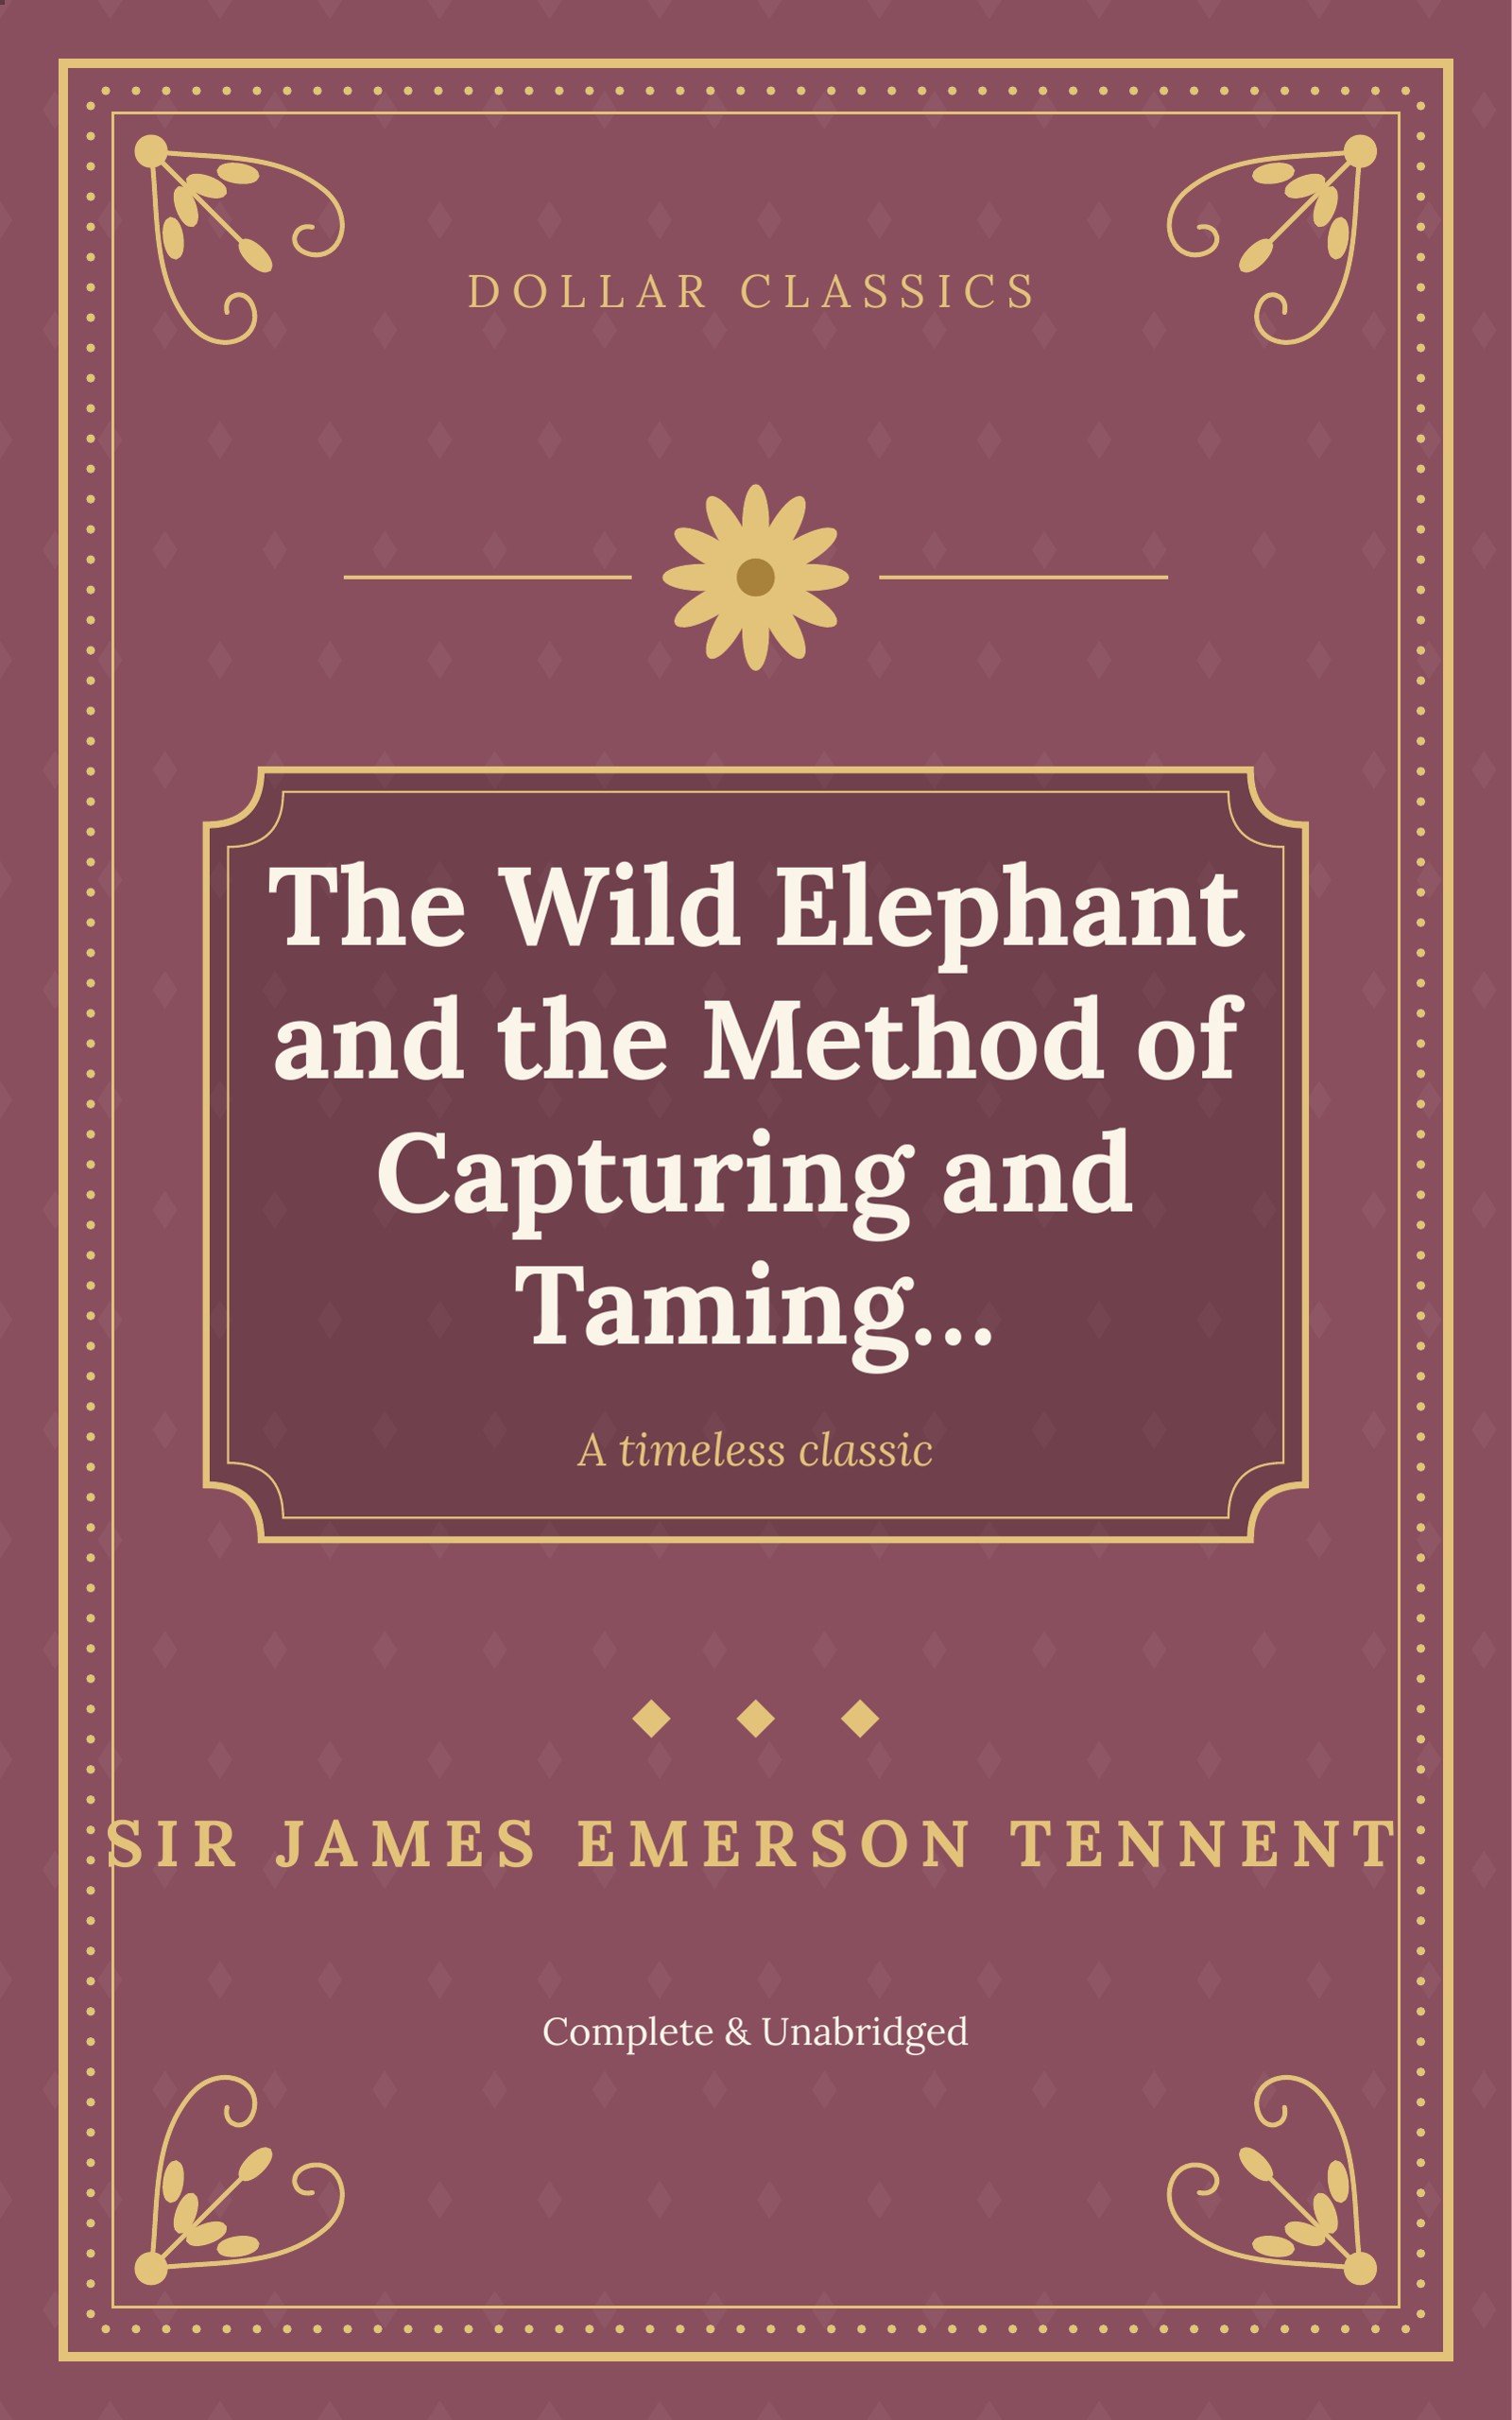 DOLLAR CLASSICS
The Wild Elephant
and the Method of
Capturing and
Taming...
A timeless classic
SIR JAMES EMERSON TENNENT
Complete & Unabridged